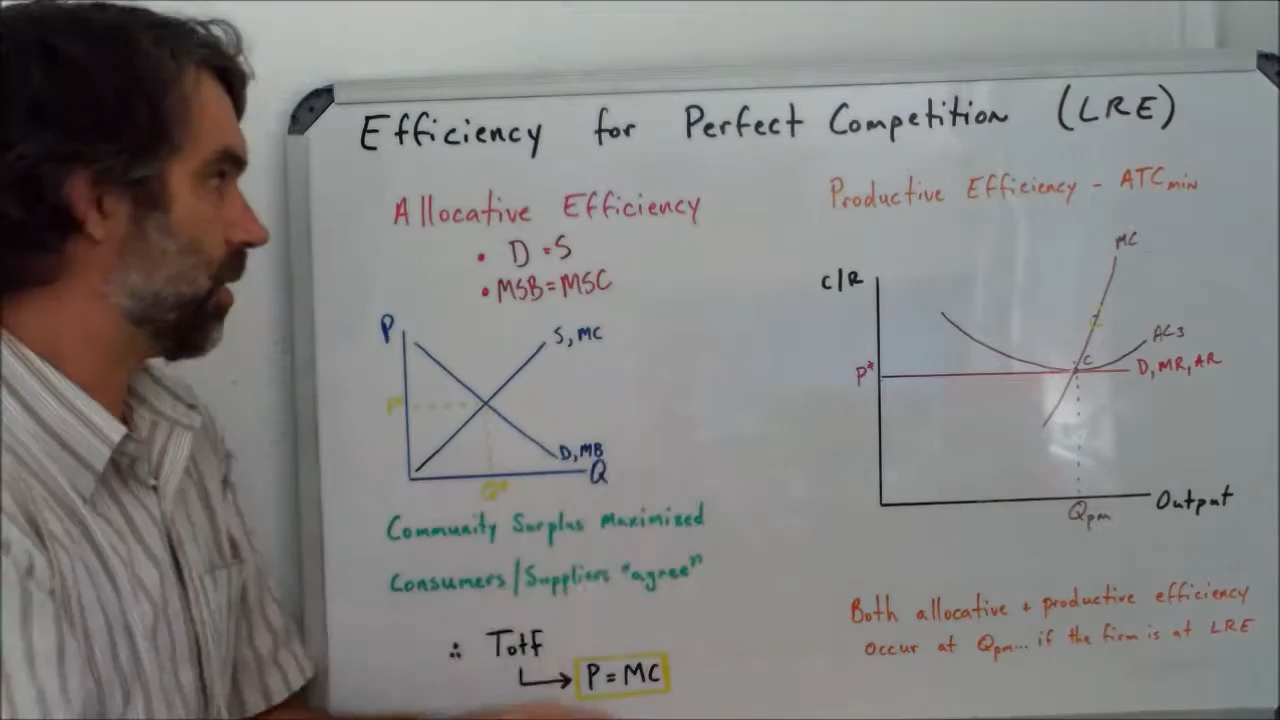 Efficiency for Perfect Competition (LRE)
Allocative Efficiency
• D = S
• MSB = MSC
P
S, MC
P*
D, MB
Q
Q*
Community Surplus Maximized
Consumers/Suppliers "agree"
∴ TotF
P = MC
Productive Efficiency - ATCmin
MC
C/R
AC3
C
P*
D, MR, AR
Output
Qpm
Both allocative + productive efficiency
occur at Qpm... if the firm is at LRE